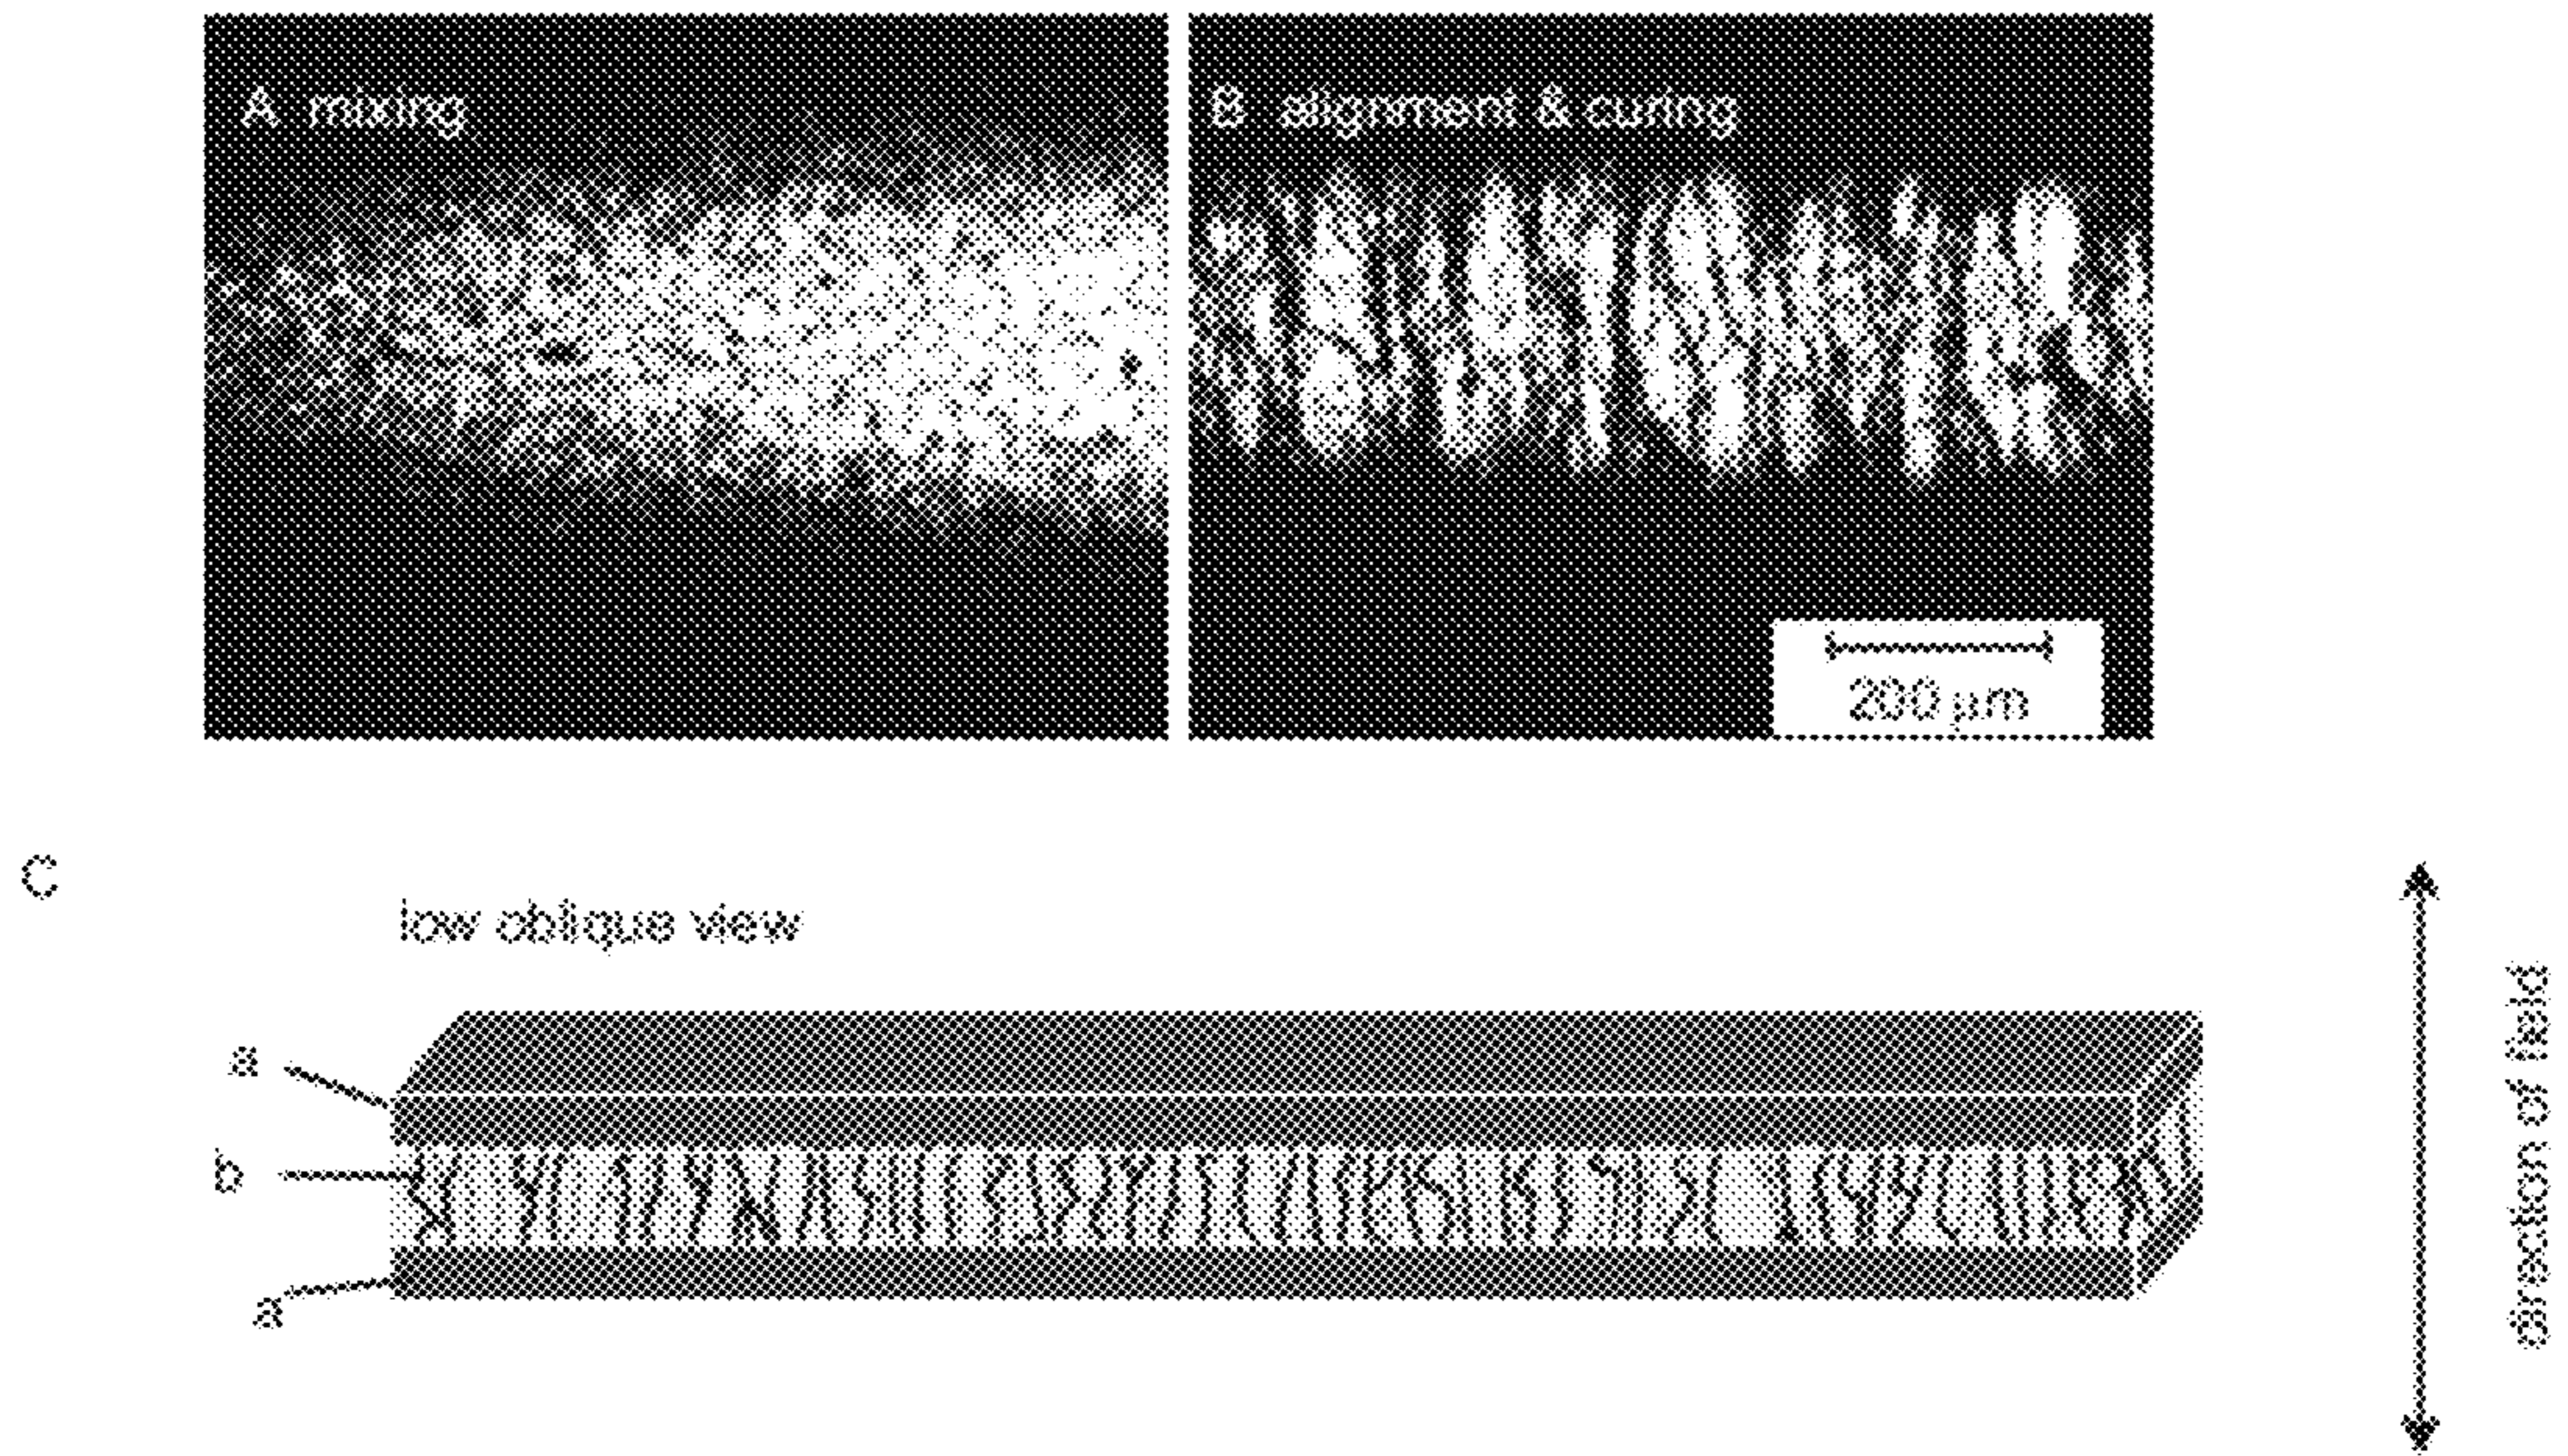 A mixing
B alignment & curing
200 µm
C
low oblique view
a
b
a
direction of field